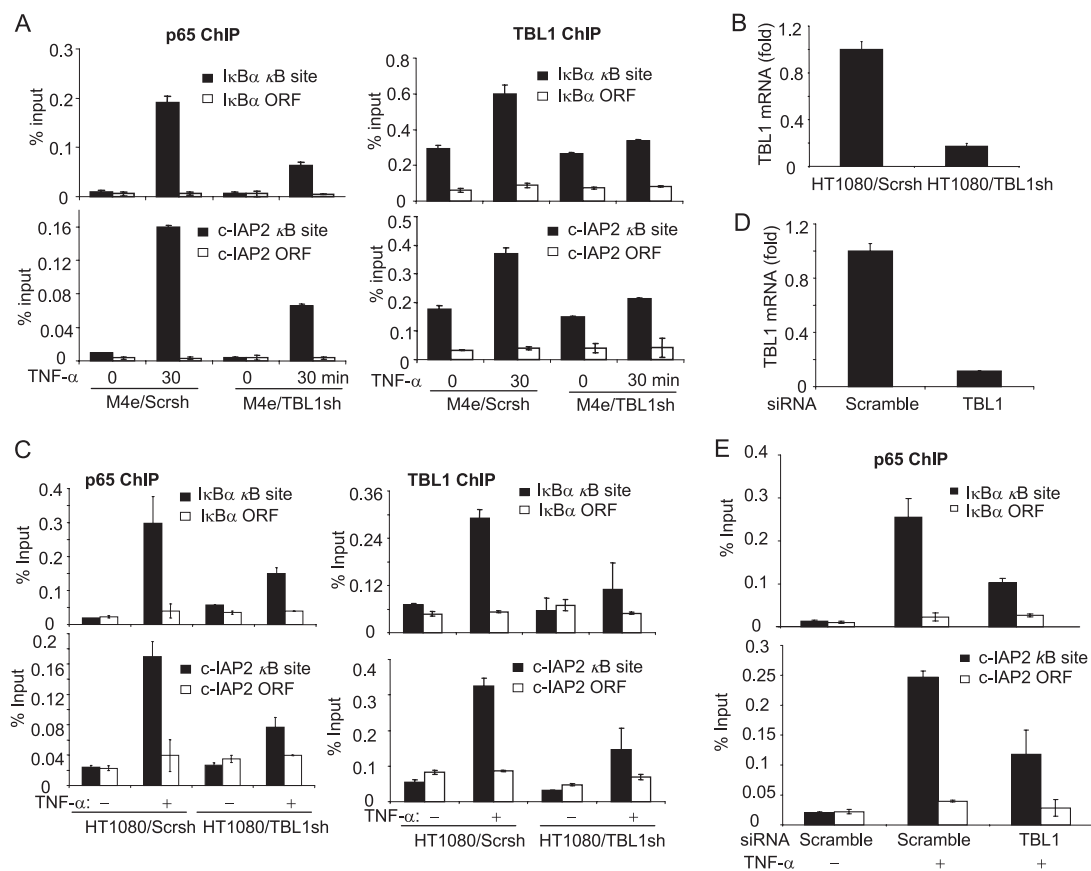 A
p65 ChIP
0.3
0.2
0.1
0
% input
IκBα κB site
IκBα ORF
0.16
0.12
0.08
0.04
0
% input
c-IAP2 κB site
c-IAP2 ORF
TNF-α 0 30 0 30 min
M4e/Scrsh M4e/TBL1sh
TBL1 ChIP
1.0
0.8
0.6
0.4
0.2
0
% input
IκBα κB site
IκBα ORF
0.5
0.4
0.3
0.2
0.1
0
% input
c-IAP2 κB site
c-IAP2 ORF
TNF-α 0 30 0 30 min
M4e/Scrsh M4e/TBL1sh
B
TBL1 mRNA (fold)
1.2
0.8
0.4
0
HT1080/Scrsh HT1080/TBL1sh
D
TBL1 mRNA (fold)
1.2
0.8
0.4
0
siRNA Scramble TBL1
C
p65 ChIP
0.4
0.3
0.2
0.1
0
% Input
IκBα κB site
IκBα ORF
0.2
0.16
0.12
0.08
0.04
0
% Input
c-IAP2 κB site
c-IAP2 ORF
TNF-α: − + − +
HT1080/Scrsh HT1080/TBL1sh
TBL1 ChIP
0.36
0.24
0.12
0
% Input
IκBα κB site
IκBα ORF
0.4
0.3
0.2
0.1
0
% Input
c-IAP2 κB site
c-IAP2 ORF
TNF-α: − + − +
HT1080/Scrsh HT1080/TBL1sh
E
p65 ChIP
0.4
0.3
0.2
0.1
0
% Input
IκBα κB site
IκBα ORF
0.25
0.25
0.15
0.05
0.00
% Input
c-IAP2 kB site
c-IAP2 ORF
siRNA Scramble Scramble TBL1
TNF-α − + +